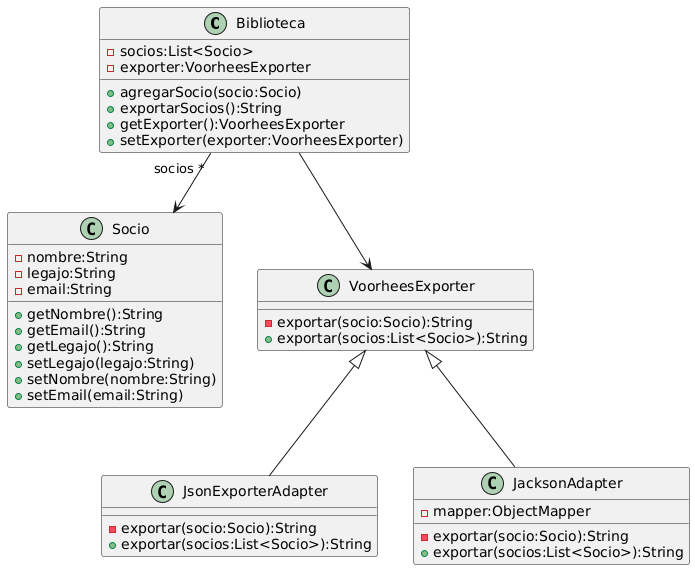 C Biblioteca
socios:List<Socio>
exporter:VoorheesExporter
agregarSocio(socio:Socio)
exportarSocios():String
getExporter():VoorheesExporter
setExporter(exporter:VoorheesExporter)
socios *
C Socio
nombre:String
legajo:String
email:String
getNombre():String
getEmail():String
getLegajo():String
setLegajo(legajo:String)
setNombre(nombre:String)
setEmail(email:String)
C VoorheesExporter
exportar(socio:Socio):String
exportar(socios:List<Socio>):String
C JsonExporterAdapter
exportar(socio:Socio):String
exportar(socios:List<Socio>):String
C JacksonAdapter
mapper:ObjectMapper
exportar(socio:Socio):String
exportar(socios:List<Socio>):String